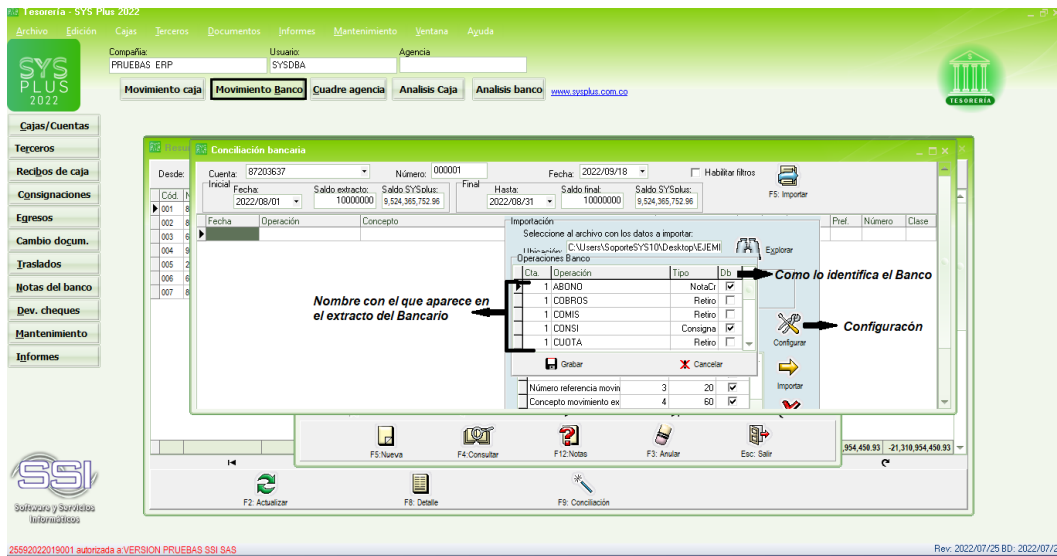 Tesorería - SYS Plus 2022
Archivo Edición Cajas Terceros Documentos Informes Mantenimiento Ventana Ayuda
SYS
PLUS
2022
Compañia: Usuario: Agencia
PRUEBAS ERP SYSDBA
Movimiento caja Movimiento Banco Cuadre agencia Analisis Caja Analisis banco www.sysplus.com.co
TESORERÍA
Cajas/Cuentas
Terceros
Recibos de caja
Consignaciones
Egresos
Cambio docum.
Traslados
Notas del banco
Dev. cheques
Mantenimiento
Informes
Desde:
Cód.
001
002
003
004
005
006
007
Conciliación bancaria
Cuenta: 87203637 Número: 000001 Fecha: 2022/09/18 Habilitar filtros
Inicial Fecha: Saldo extracto: Saldo SYSplus: Final Hasta: Saldo final: Saldo SYSplus:
2022/08/01 10000000 9,524,365,752.96 2022/08/31 10000000 9,524,365,752.96
F5: Importar
Fecha Operación Concepto Pref. Número Clase
Importación
Seleccione al archivo con los datos a importar:
Ubicación: C:\Users\SoporteSYS10\Desktop\EJEMI Explorar
Operaciones Banco
Cta. Operación Tipo Db
1 ABONO NotaCr
1 COBROS Retiro
1 COMIS Retiro
1 CONSI Consigna
1 CUOTA Retiro
Grabar Cancelar
Como lo identifica el Banco
Nombre con el que aparece en
el extracto del Bancario
Configuracón
Configurar
Importar
Número referencia movin 3 20
Concepto movimiento ex 4 60
F5:Nueva F4:Consultar F12:Notas F3: Anular Esc: Salir
,954,450.93 -21,310,954,450.93
F2: Actualizar F8: Detalle F9: Conciliación
SSI
Software y Servicios
Informáticos
25592022019001 autorizada a:VERSION PRUEBAS SSI SAS
Rev: 2022/07/25 BD: 2022/07/2